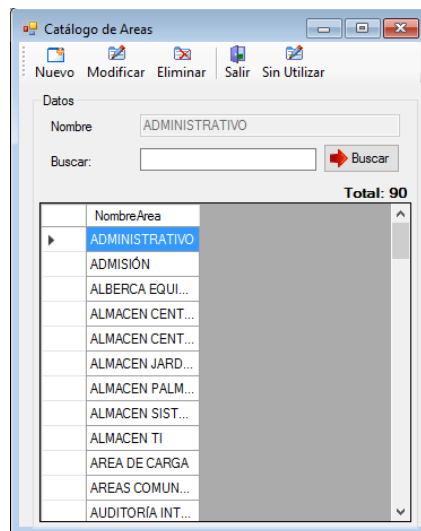 Catálogo de Areas
Nuevo Modificar Eliminar Salir Sin Utilizar
Datos
Nombre ADMINISTRATIVO
Buscar: Buscar
Total: 90
NombreArea
ADMINISTRATIVO
ADMISIÓN
ALBERCA EQUI...
ALMACEN CENT...
ALMACEN CENT...
ALMACEN JARD...
ALMACEN PALM...
ALMACEN SIST...
ALMACEN TI
AREA DE CARGA
AREAS COMUN...
AUDITORÍA INT...